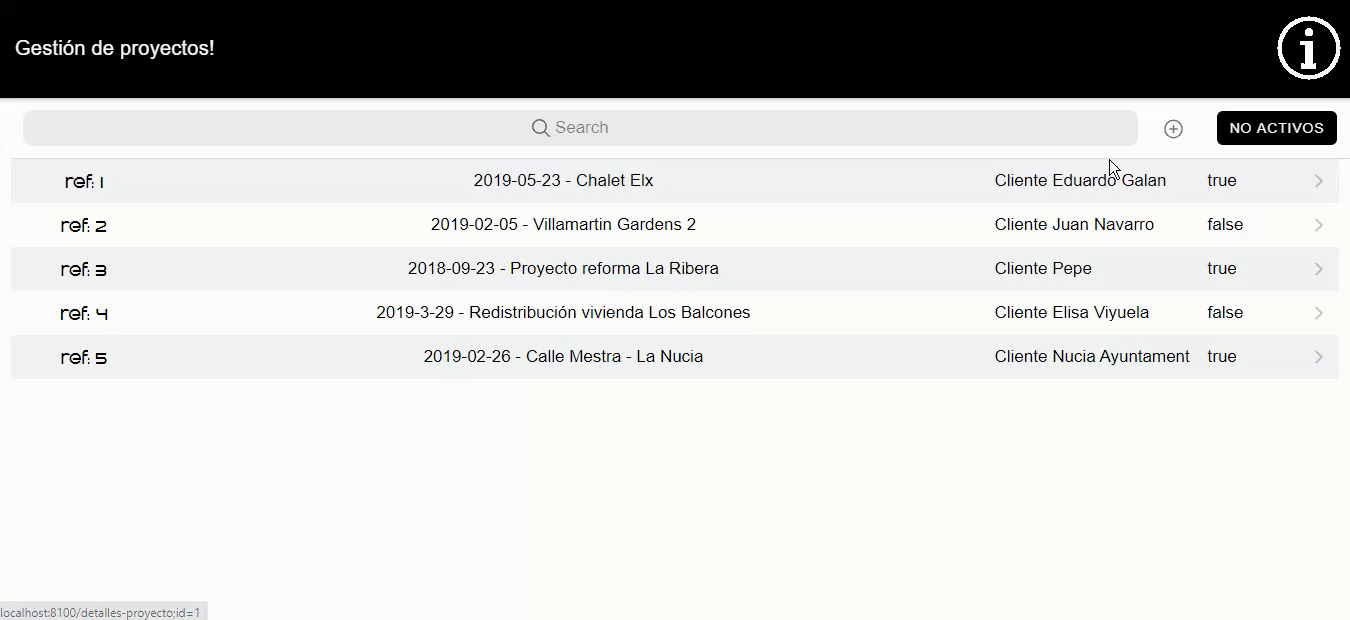 Gestión de proyectos!
Search
NO ACTIVOS
ref: 1 2019-05-23 - Chalet Elx Cliente Eduardo Galan true
ref: 2 2019-02-05 - Villamartin Gardens 2 Cliente Juan Navarro false
ref: 3 2018-09-23 - Proyecto reforma La Ribera Cliente Pepe true
ref: 4 2019-3-29 - Redistribución vivienda Los Balcones Cliente Elisa Viyuela false
ref: 5 2019-02-26 - Calle Mestra - La Nucia Cliente Nucia Ayuntament true
localhost:8100/detalles-proyecto;id=1